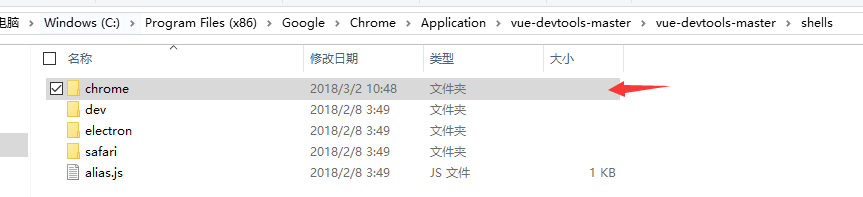 电脑 › Windows (C:) › Program Files (x86) › Google › Chrome › Application › vue-devtools-master › vue-devtools-master › shells
名称 修改日期 类型 大小
chrome 2018/3/2 10:48 文件夹
dev 2018/2/8 3:49 文件夹
electron 2018/2/8 3:49 文件夹
safari 2018/2/8 3:49 文件夹
alias.js 2018/2/8 3:49 JS 文件 1 KB